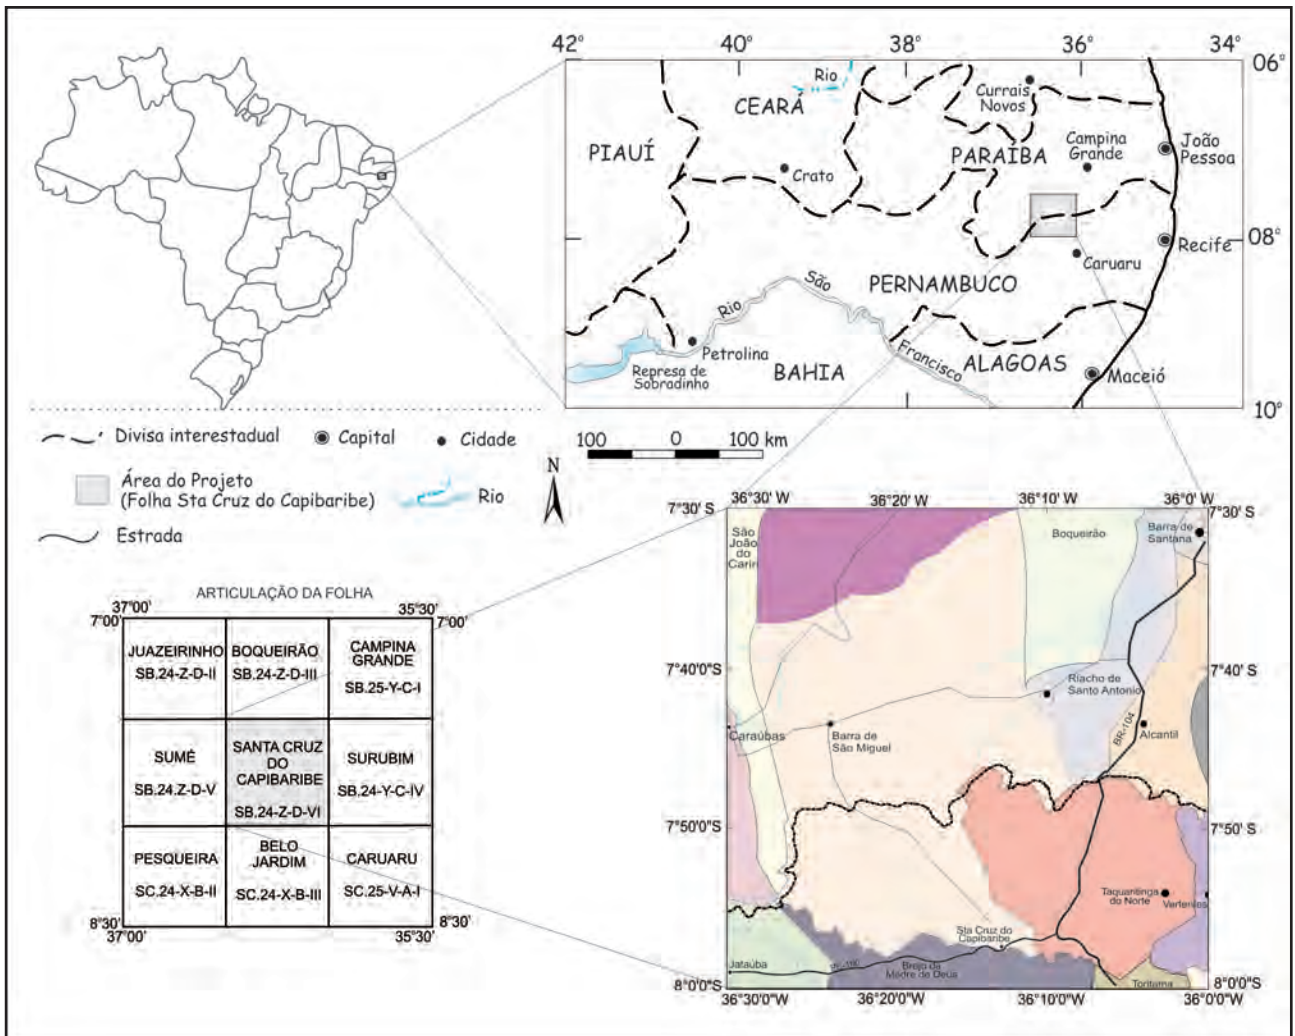 42°
40°
38°
36°
34°
06°
08°
10°
Rio
CEARÁ
Currais
Novos
PIAUÍ
Crato
PARAÍBA
Campina
Grande
João
Pessoa
Recife
Caruaru
PERNAMBUCO
São
Rio
Francisco
Petrolina
Represa de
Sobradinho
BAHIA
ALAGOAS
Maceió
Divisa interestadual
Capital
Cidade
100 0 100 km
Área do Projeto
(Folha Sta Cruz do Capibaribe)
Rio
N
Estrada
ARTICULAÇÃO DA FOLHA
37°00'
35°30'
7°00'
7°00'
JUAZEIRINHO
SB.24-Z-D-II
BOQUEIRÃO
SB.24-Z-D-III
CAMPINA
GRANDE
SB.25-Y-C-I
SUMÉ
SB.24.Z-D-V
SANTA CRUZ
DO
CAPIBARIBE
SB.24-Z-D-VI
SURUBIM
SB.24-Y-C-IV
PESQUEIRA
SC.24-X-B-II
BELO
JARDIM
SC.24-X-B-III
CARUARU
SC.25-V-A-I
8°30'
8°30'
37°00'
35°30'
36°30' W
36°20' W
36°10' W
36°0' W
7°30' S
7°30' S
São
João
do
Cariri
Boqueirão
Barra de
Santana
7°40'0"S
7°40' S
Riacho de
Santo Antonio
Caraúbas
Barra de
São Miguel
BR-104
Alcantil
7°50'0"S
7°50' S
Taquantinga
do Norte
Vertentes
Sta Cruz do
Capibaribe
Jataúba
Brejo da
Madre de Deus
Toritama
8°0'0"S
8°0'0"S
36°30'0"W
36°20'0"W
36°10'0"W
36°0'0"W